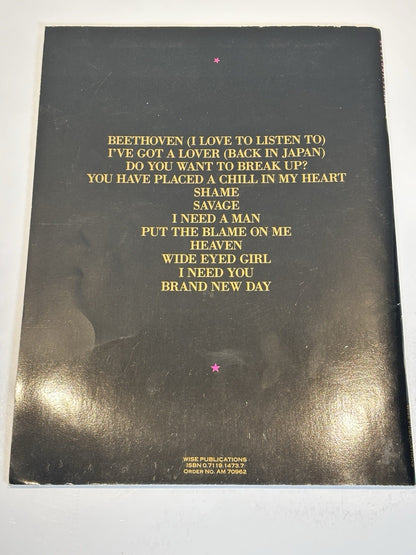 BEETHOVEN (I LOVE TO LISTEN TO)
I'VE GOT A LOVER (BACK IN JAPAN)
DO YOU WANT TO BREAK UP?
YOU HAVE PLACED A CHILL IN MY HEART
SHAME
SAVAGE
I NEED A MAN
PUT THE BLAME ON ME
HEAVEN
WIDE EYED GIRL
I NEED YOU
BRAND NEW DAY
WISE PUBLICATIONS
ISBN 0.7119.1473.7
ORDER NO. AM 70962